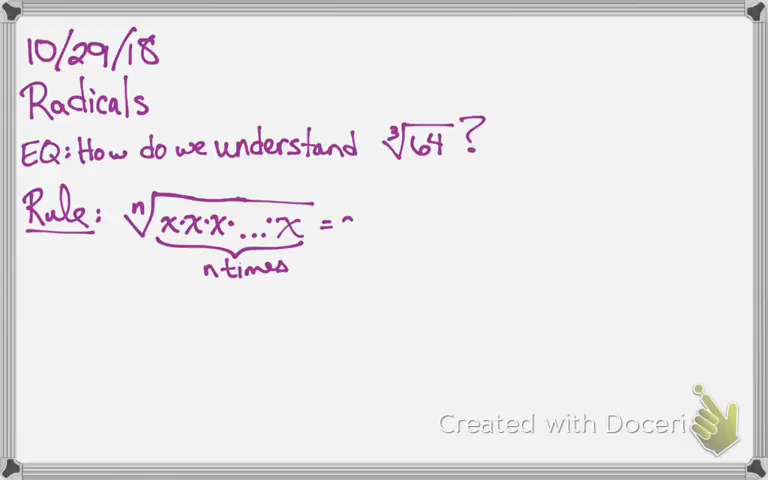 10/29/18
Radicals
EQ: How do we understand ∛64?
Rule: ⁿ√x·x·x·...·x =
n times
Created with Doceri